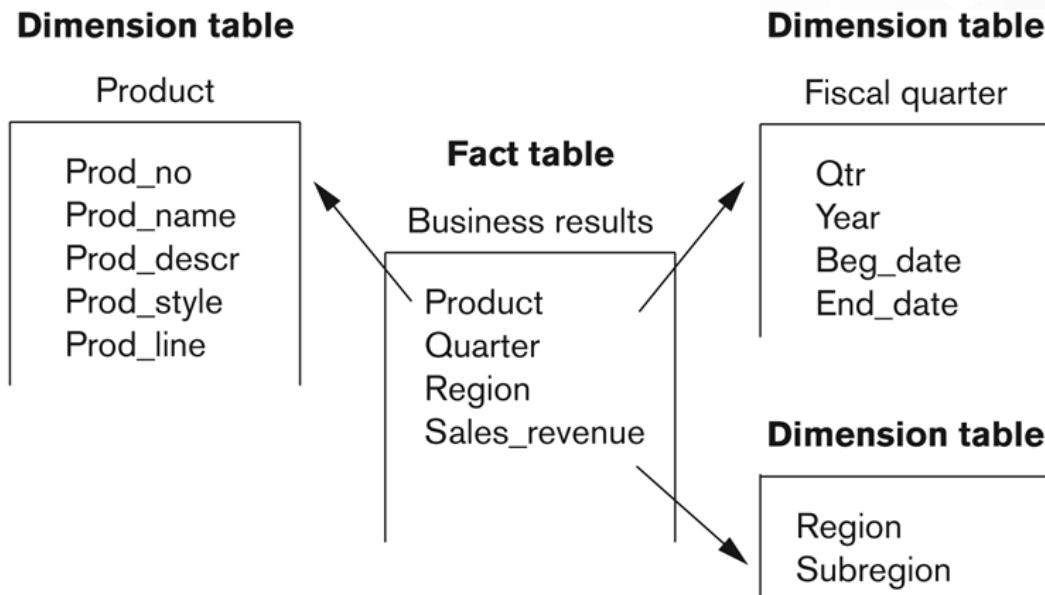 Dimension table
Product
Prod_no
Prod_name
Prod_descr
Prod_style
Prod_line
Fact table
Business results
Product
Quarter
Region
Sales_revenue
Dimension table
Fiscal quarter
Qtr
Year
Beg_date
End_date
Dimension table
Region
Subregion